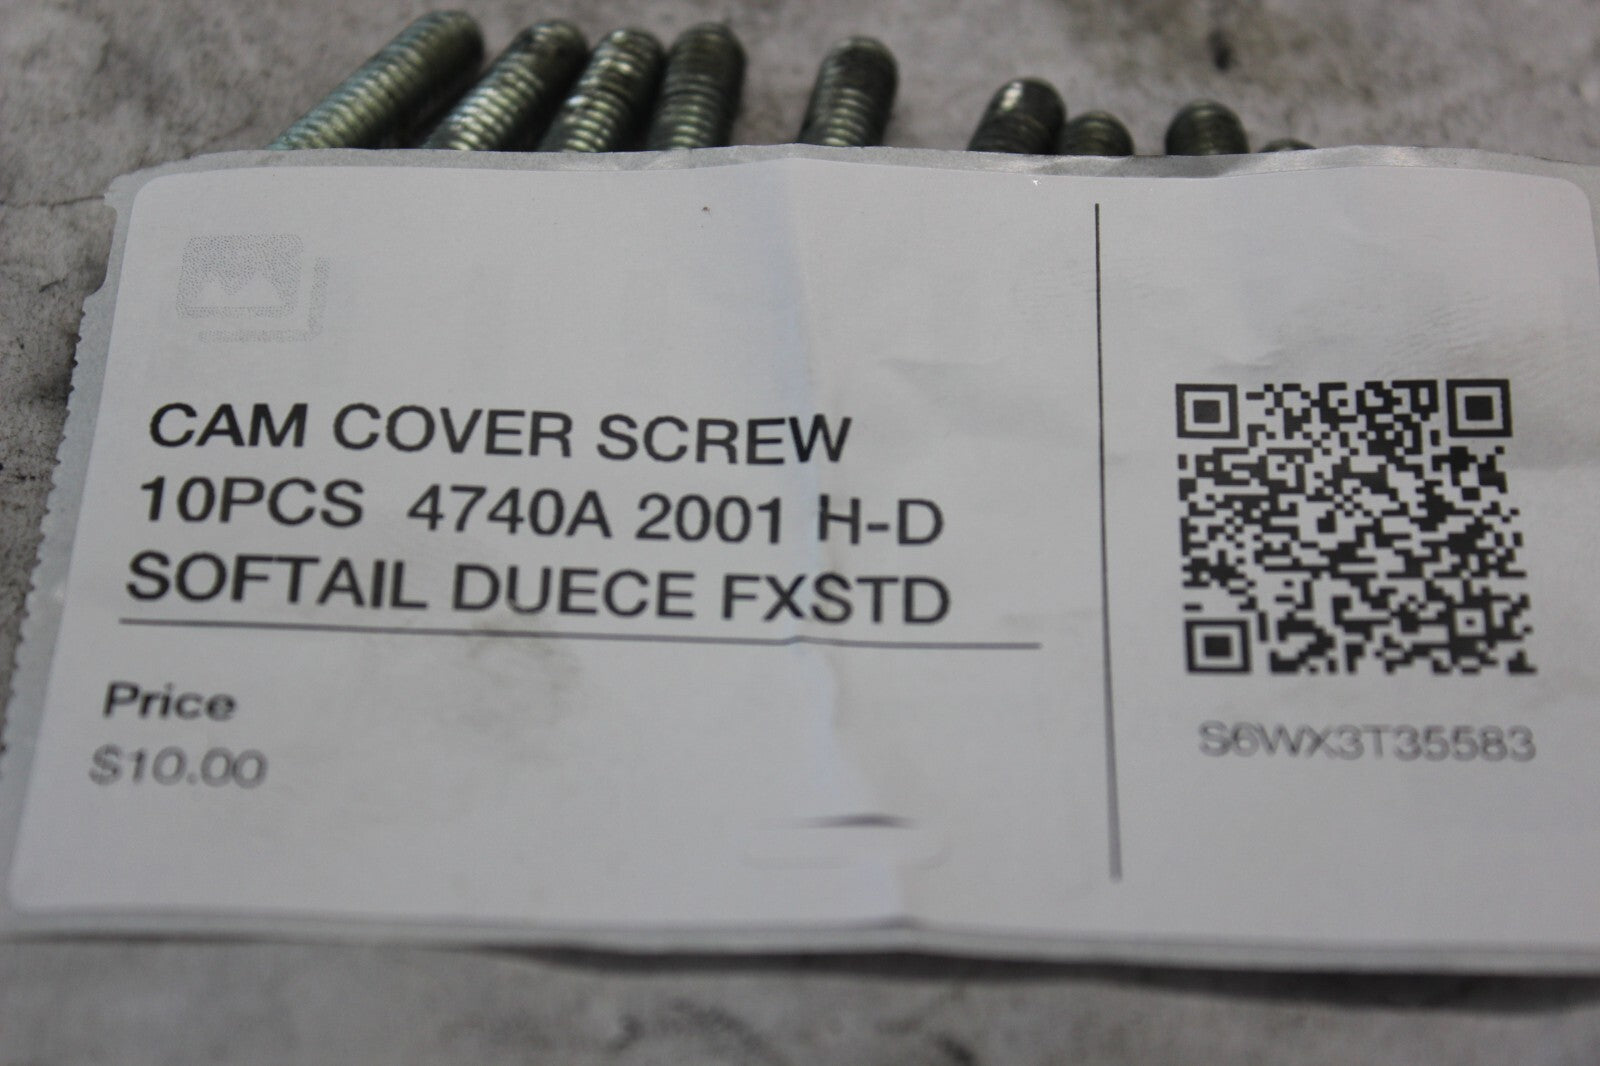 CAM COVER SCREW
10PCS 4740A 2001 H-D
SOFTAIL DUECE FXSTD
Price
$10.00
S6WX3T35583